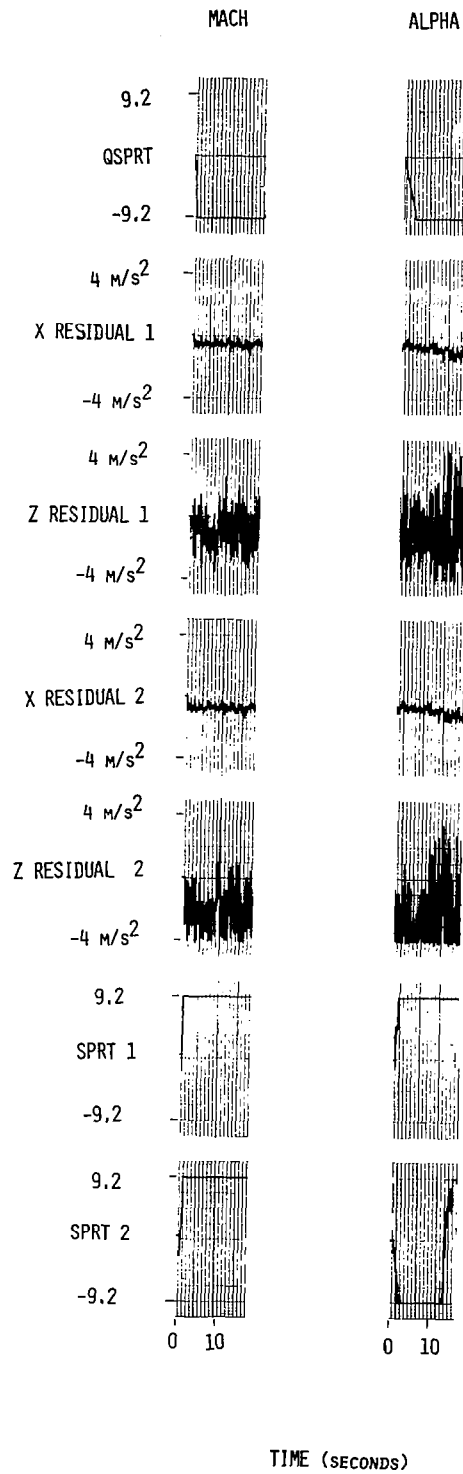 MACH ALPHA
9.2
QSPRT
-9.2
4 M/S2
X RESIDUAL 1
-4 M/S2
4 M/S2
Z RESIDUAL 1
-4 M/S2
4 M/S2
X RESIDUAL 2
-4 M/S2
4 M/S2
Z RESIDUAL 2
-4 M/S2
9.2
SPRT 1
-9.2
9.2
SPRT 2
-9.2
0 10 0 10
TIME (SECONDS)